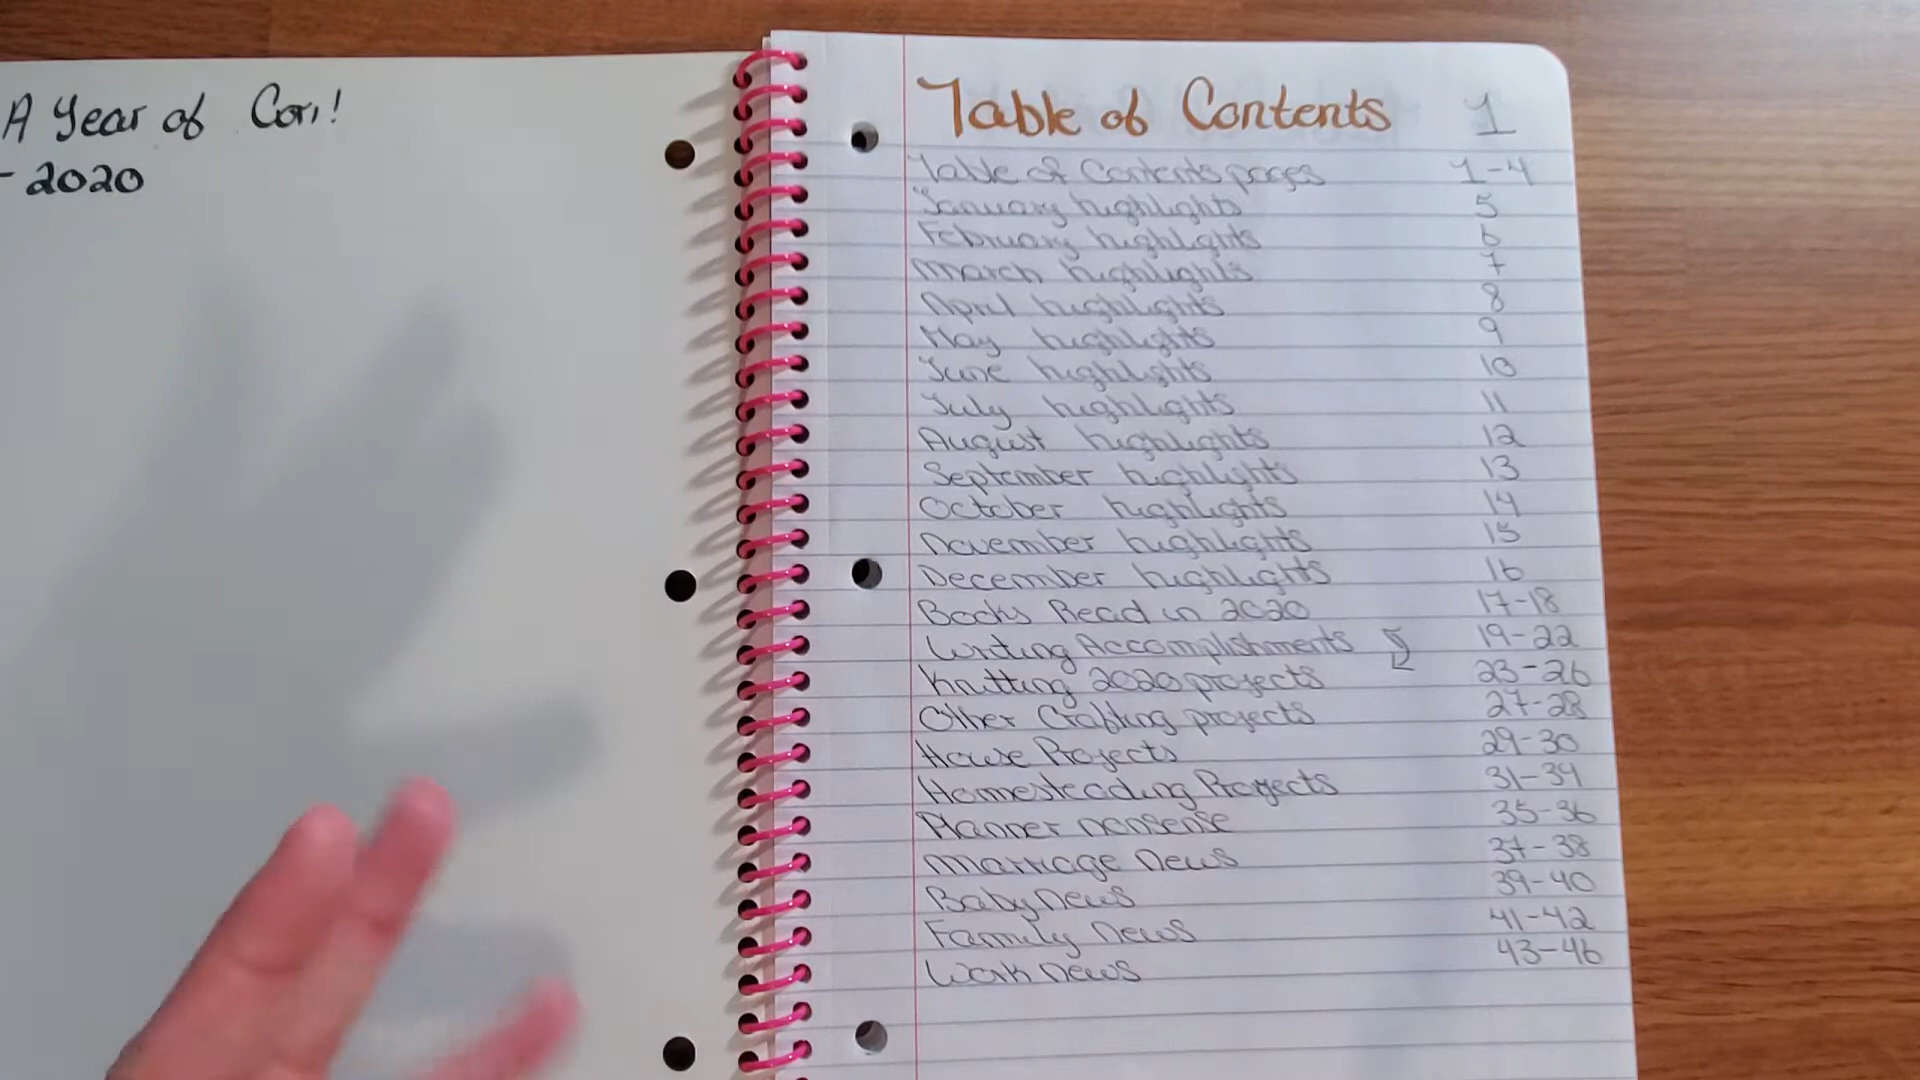 A Year of Cori!
- 2020
Table of Contents 1
Table of Contents pages 1-4
January highlights 5
February highlights 6
March highlights 7
April highlights 8
May highlights 9
June highlights 10
July highlights 11
August highlights 12
September highlights 13
October highlights 14
November highlights 15
December highlights 16
Books Read in 2020 17-18
Writing Accomplishments 19-22
Knitting 2020 projects 23-26
Other Crafting projects 27-28
House Projects 29-30
Homesteading Projects 31-34
Planner nonsense 35-36
Marriage News 37-38
Baby News 39-40
Family News 41-42
Work News 43-46